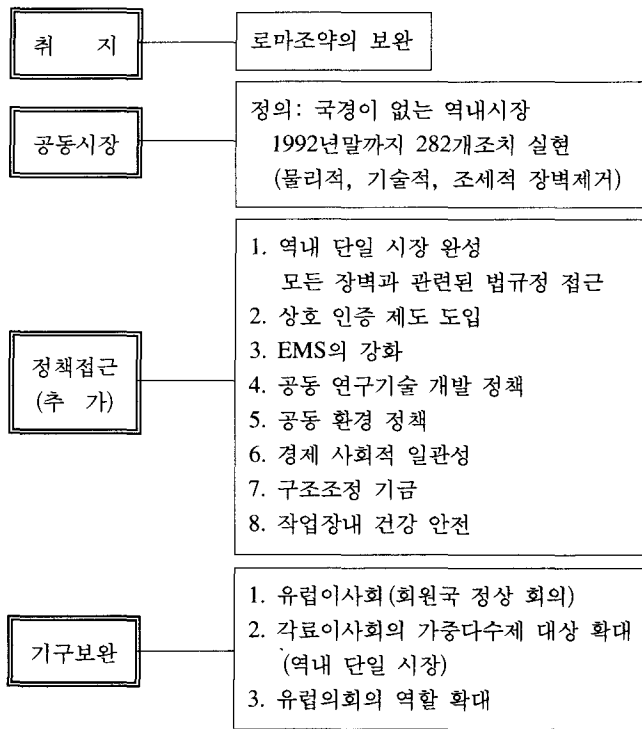 취 지
로마조약의 보완
공동시장
정의: 국경이 없는 역내시장
1992년말까지 282개조치 실현
(물리적, 기술적, 조세적 장벽제거)
정책접근
(추 가)
1. 역내 단일 시장 완성
모든 장벽과 관련된 법규정 접근
2. 상호 인증 제도 도입
3. EMS의 강화
4. 공동 연구기술 개발 정책
5. 공동 환경 정책
6. 경제 사회적 일관성
7. 구조조정 기금
8. 작업장내 건강 안전
기구보완
1. 유럽이사회(회원국 정상 회의)
2. 각료이사회의 가중다수제 대상 확대
(역내 단일 시장)
3. 유럽의회의 역할 확대